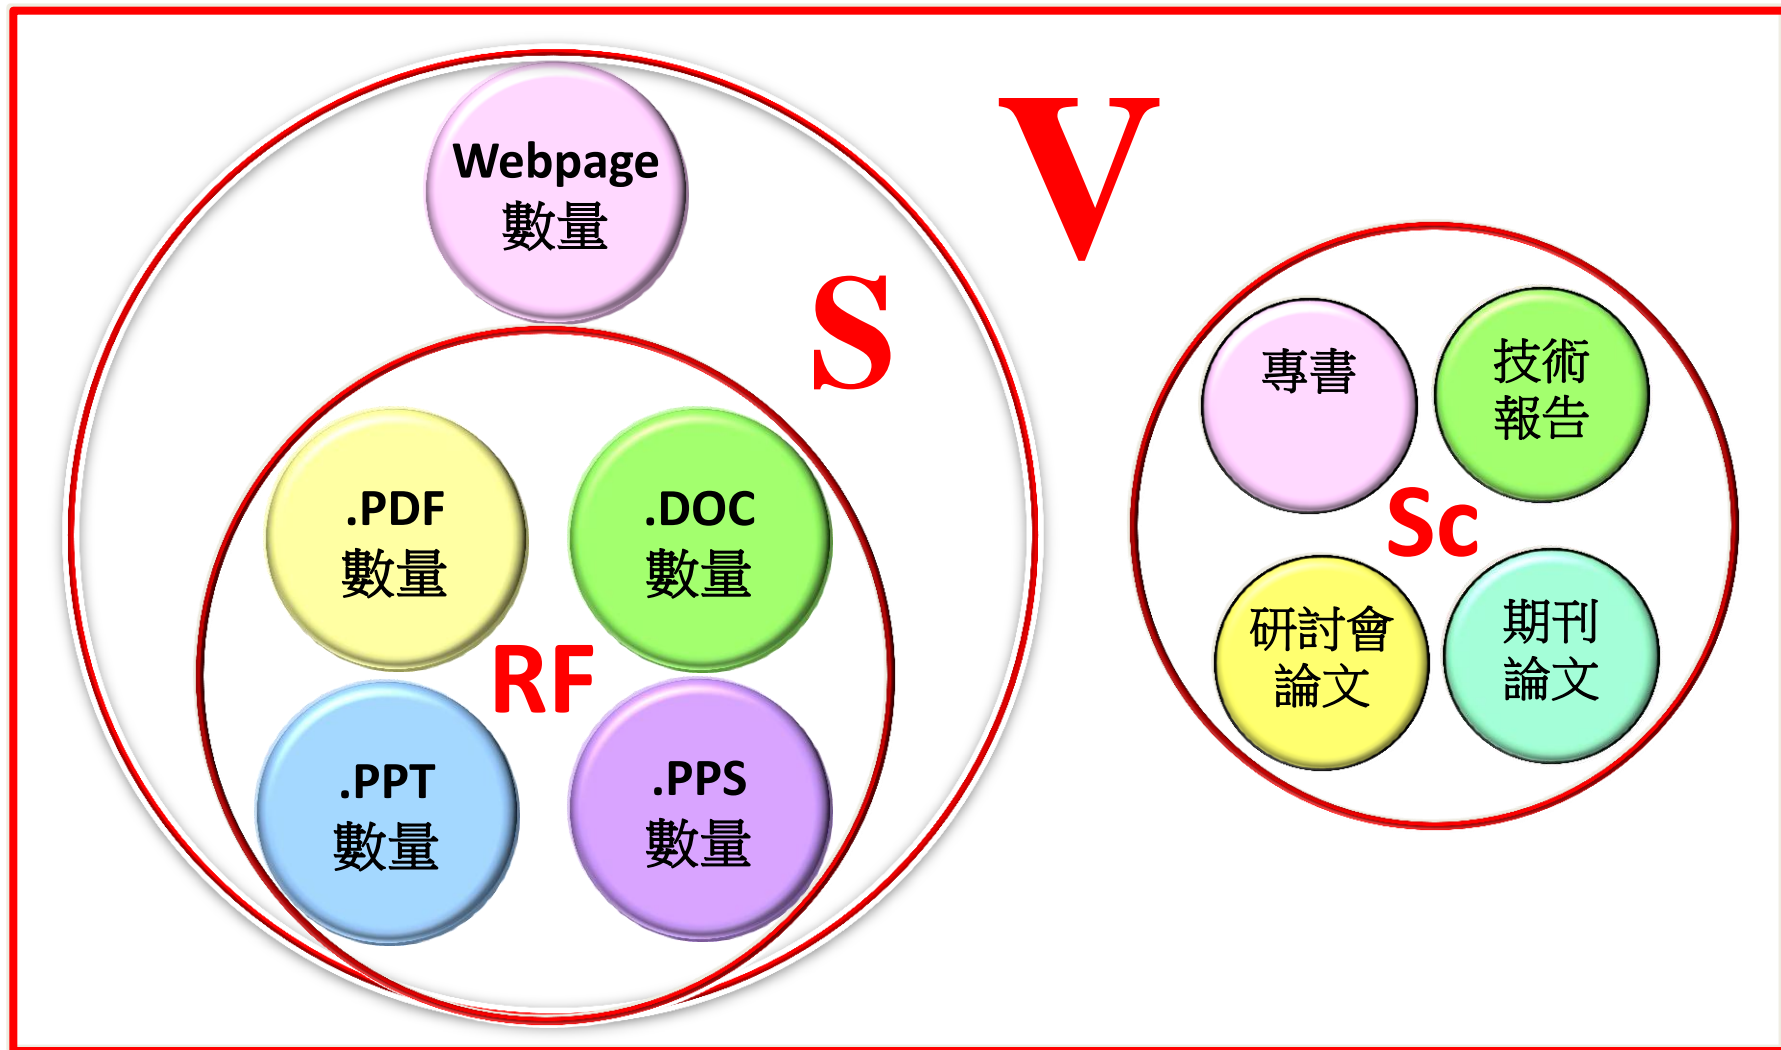 Webpage
數量
V
S
.PDF
數量
.DOC
數量
RF
.PPT
數量
.PPS
數量
專書
技術
報告
Sc
研討會
論文
期刊
論文